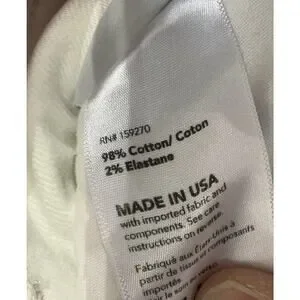 RN# 159270
98% Cotton/ Coton
2% Elastane
MADE IN USA
with imported fabric and
components. See care
instructions on reverse.
Fabriqué aux États-Unis à
partir de tissus et composants
importés